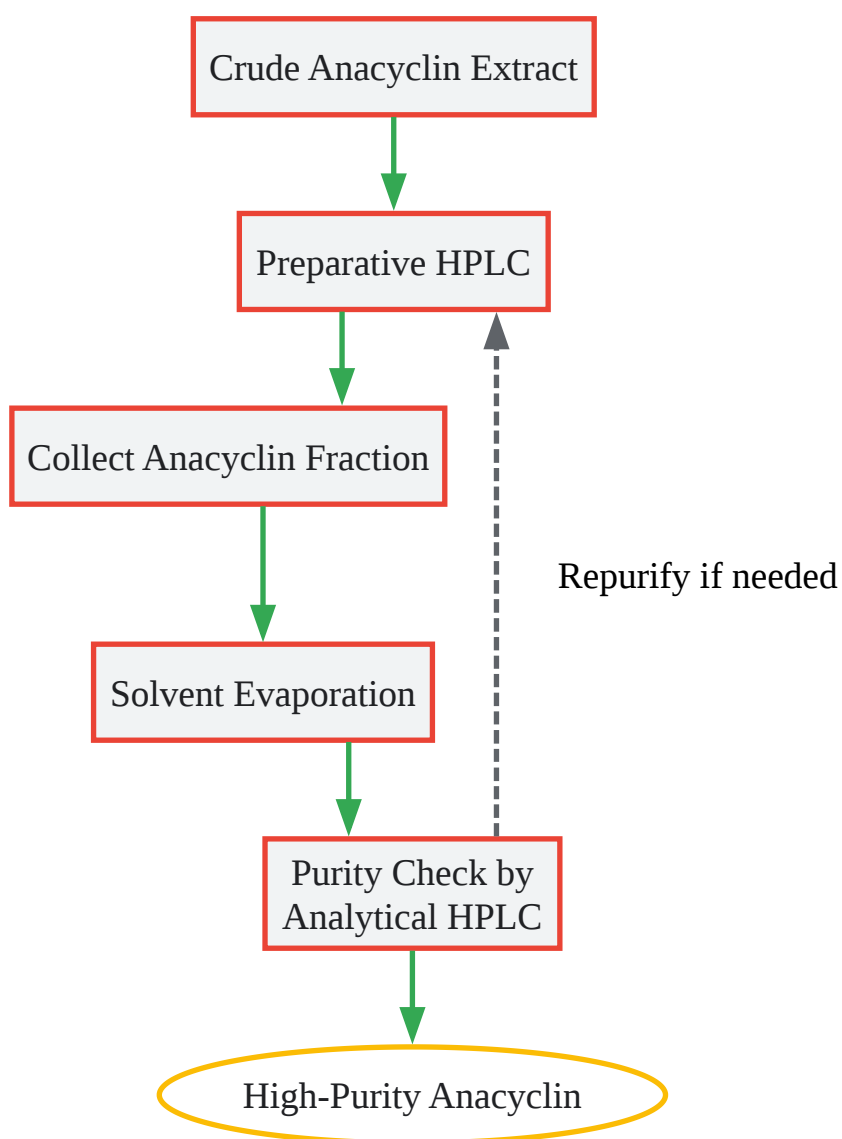 Crude Anacyclin Extract
Preparative HPLC
Collect Anacyclin Fraction
Repurify if needed
Solvent Evaporation
Purity Check by
Analytical HPLC
High-Purity Anacyclin